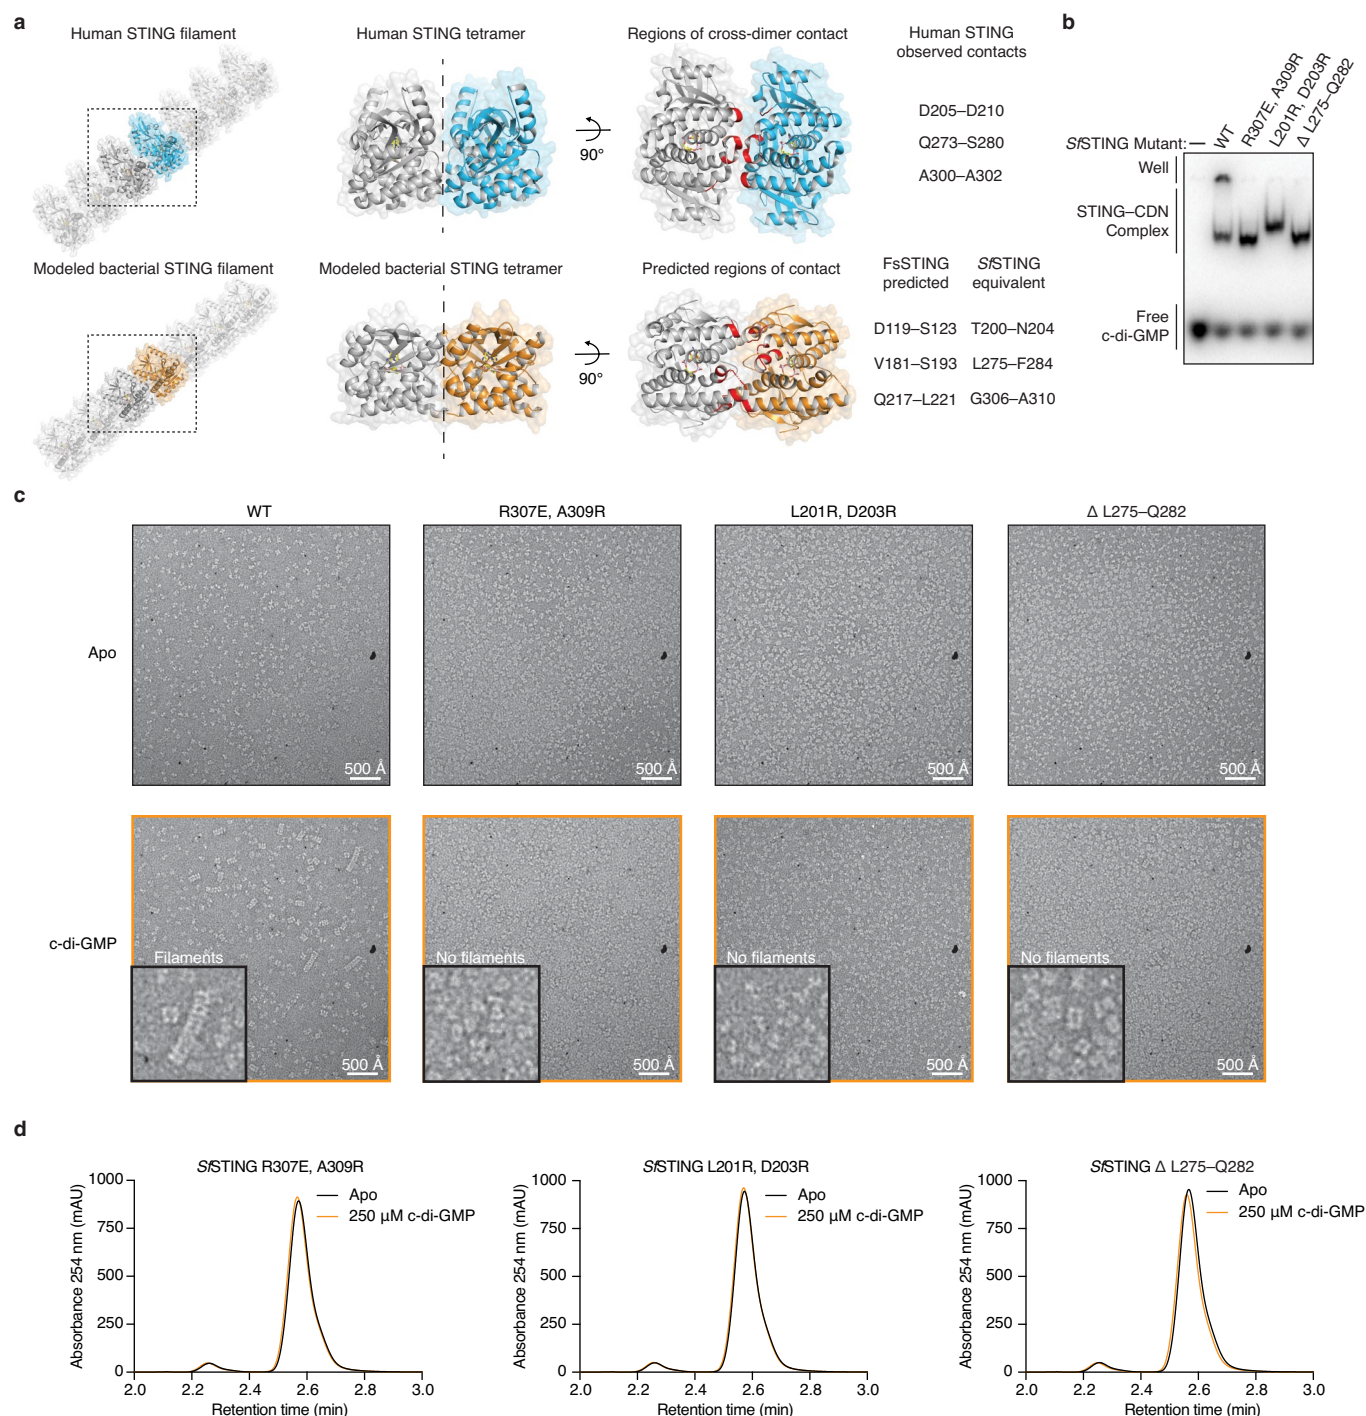 a
Human STING filament
Human STING tetramer
Regions of cross-dimer contact
Human STING
observed contacts
90°
D205–D210
Q273–S280
A300–A302
Modeled bacterial STING filament
Modeled bacterial STING tetramer
Predicted regions of contact
FsSTING
predicted
SfSTING
equivalent
90°
D119–S123 T200–N204
V181–S193 L275–F284
Q217–L221 G306–A310
b
SfSTING Mutant:
—
WT
R307E, A309R
L201R, D203R
Δ L275–Q282
Well
STING–CDN
Complex
Free
c-di-GMP
c
WT
R307E, A309R
L201R, D203R
Δ L275–Q282
Apo
500 Å
500 Å
500 Å
500 Å
c-di-GMP
Filaments
No filaments
No filaments
No filaments
500 Å
500 Å
500 Å
500 Å
d
SfSTING R307E, A309R
Absorbance 254 nm (mAU)
1000
750
500
250
0
Apo
250 µM c-di-GMP
2.0 2.2 2.4 2.6 2.8 3.0
Retention time (min)
SfSTING L201R, D203R
Absorbance 254 nm (mAU)
1000
750
500
250
0
Apo
250 µM c-di-GMP
2.0 2.2 2.4 2.6 2.8 3.0
Retention time (min)
SfSTING Δ L275–Q282
Absorbance 254 nm (mAU)
1000
750
500
250
0
Apo
250 µM c-di-GMP
2.0 2.2 2.4 2.6 2.8 3.0
Retention time (min)